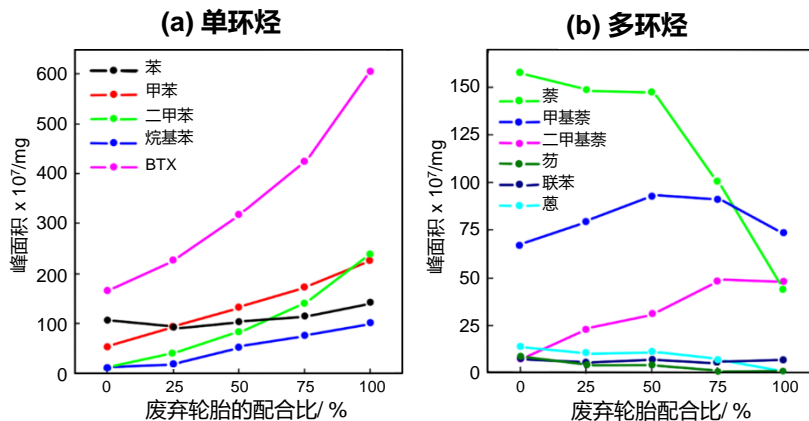 (a) 单环烃
600
500
400
300
200
100
0
峰面积 x 10⁷/mg
苯
甲苯
二甲苯
烷基苯
BTX
0 25 50 75 100
废弃轮胎的配合比/ %
(b) 多环烃
150
125
100
75
50
25
0
峰面积 x 10⁷/mg
萘
甲基萘
二甲基萘
芴
联苯
蒽
0 25 50 75 100
废弃轮胎配合比/ %